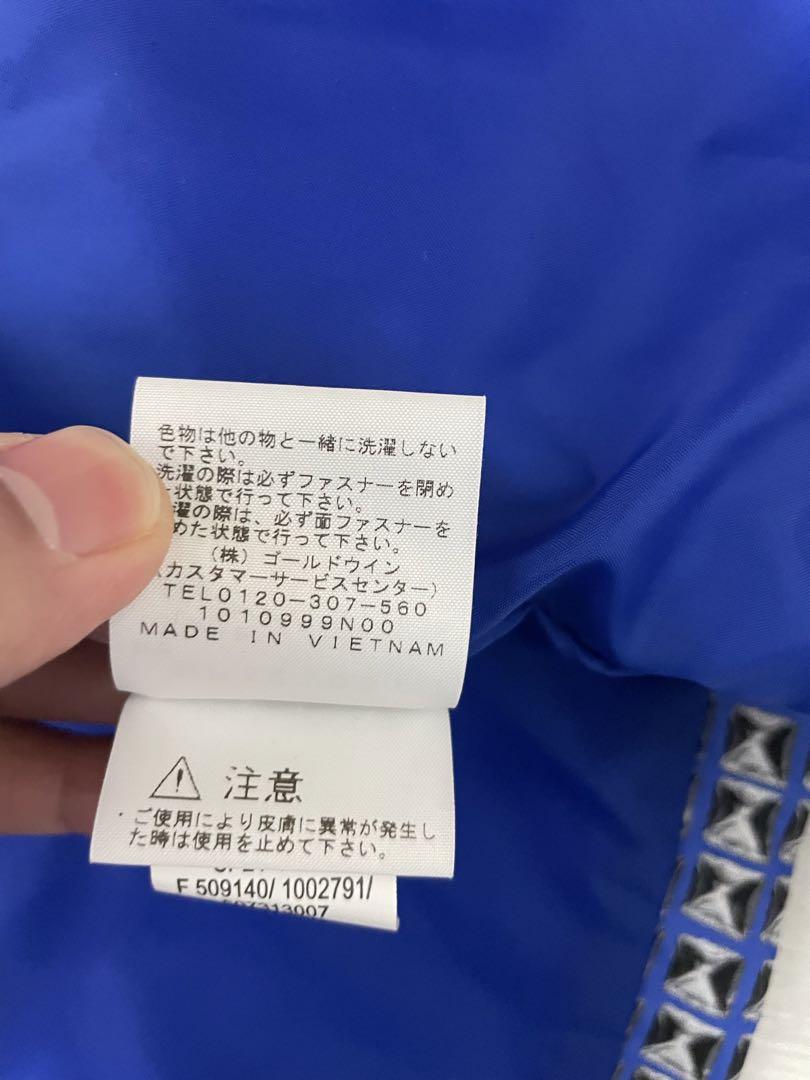 色物は他の物と一緒に洗濯しない
で下さい。
洗濯の際は必ずファスナーを閉め
た状態で行って下さい。
濯の際は、必ず面ファスナーを
めた状態で行って下さい。
(株)ゴールドウイン
カスタマーサービスセンター)
TEL0120-307-560
1010999N00
MADE IN VIETNAM
注意
・ご使用により皮膚に異常が発生し
た時は使用を止めて下さい。
F 509140/ 1002791/